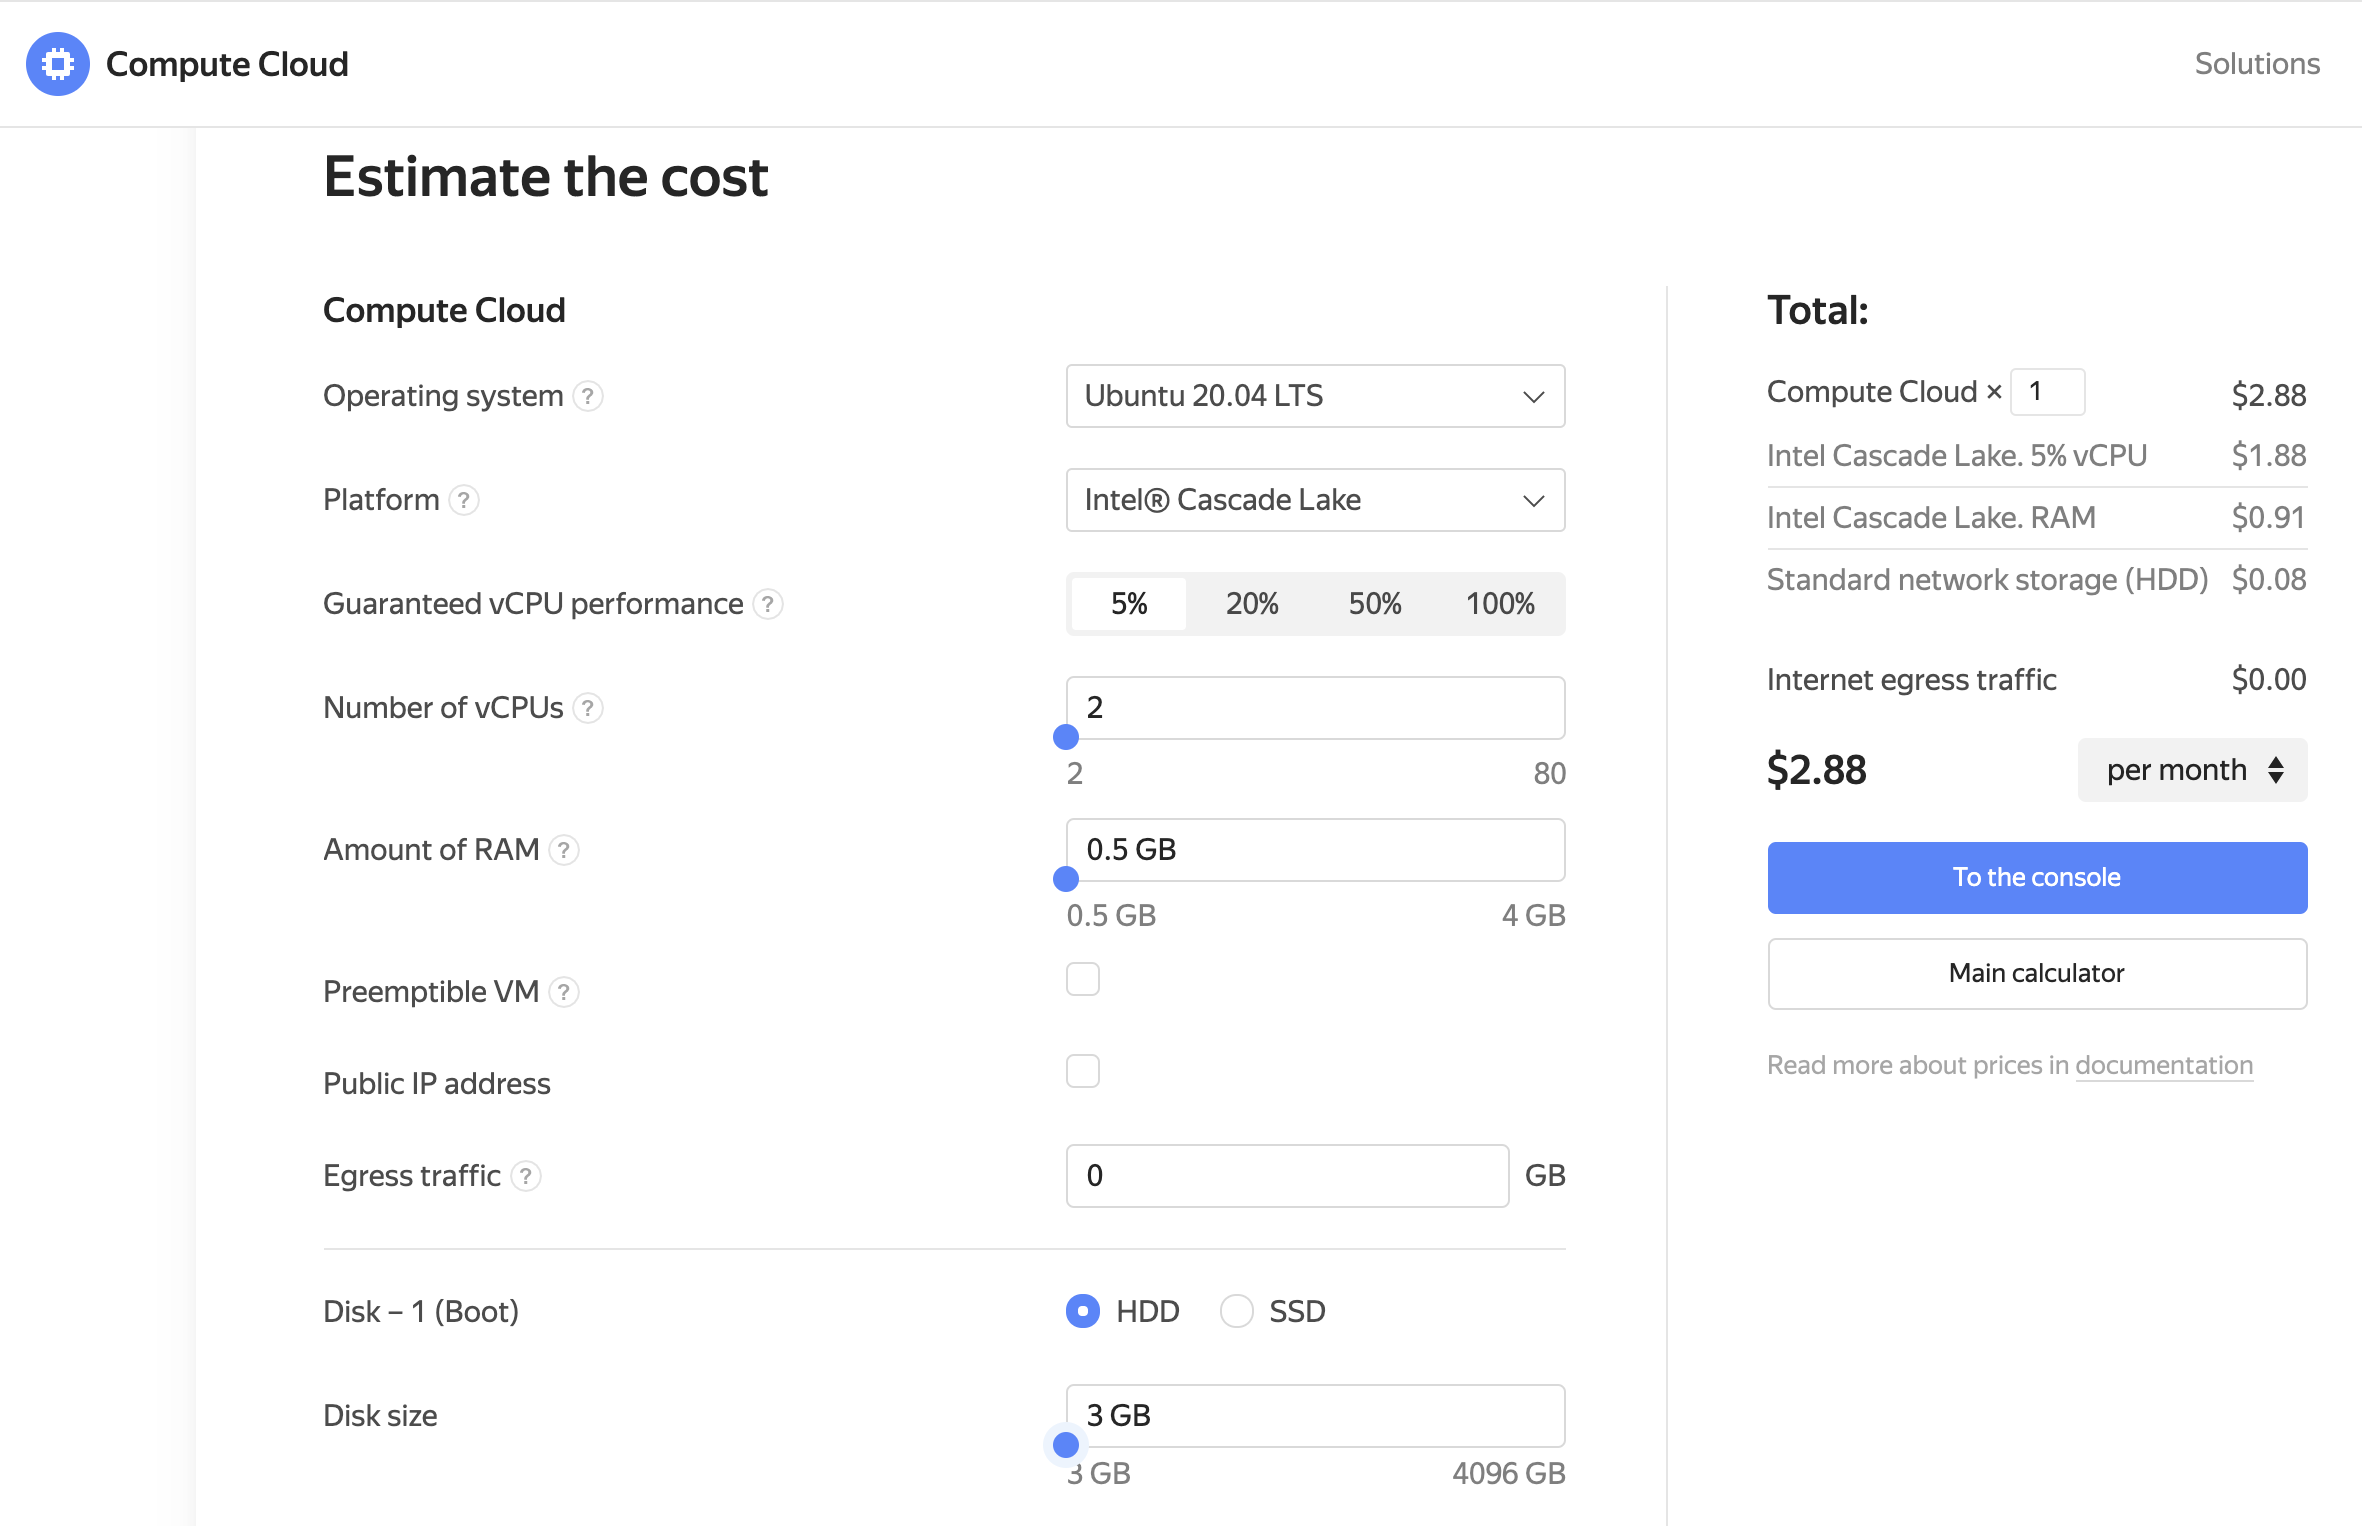 Compute Cloud
Solutions
Estimate the cost
Compute Cloud
Operating system ?
Ubuntu 20.04 LTS
Platform ?
Intel® Cascade Lake
Guaranteed vCPU performance ?
5% 20% 50% 100%
Number of vCPUs ?
2
2 80
Amount of RAM ?
0.5 GB
0.5 GB 4 GB
Preemptible VM ?
Public IP address
Egress traffic ?
0 GB
Disk – 1 (Boot)
HDD SSD
Disk size
3 GB
3 GB 4096 GB
Total:
Compute Cloud × 1 $2.88
Intel Cascade Lake. 5% vCPU $1.88
Intel Cascade Lake. RAM $0.91
Standard network storage (HDD) $0.08
Internet egress traffic $0.00
$2.88 per month
To the console
Main calculator
Read more about prices in documentation